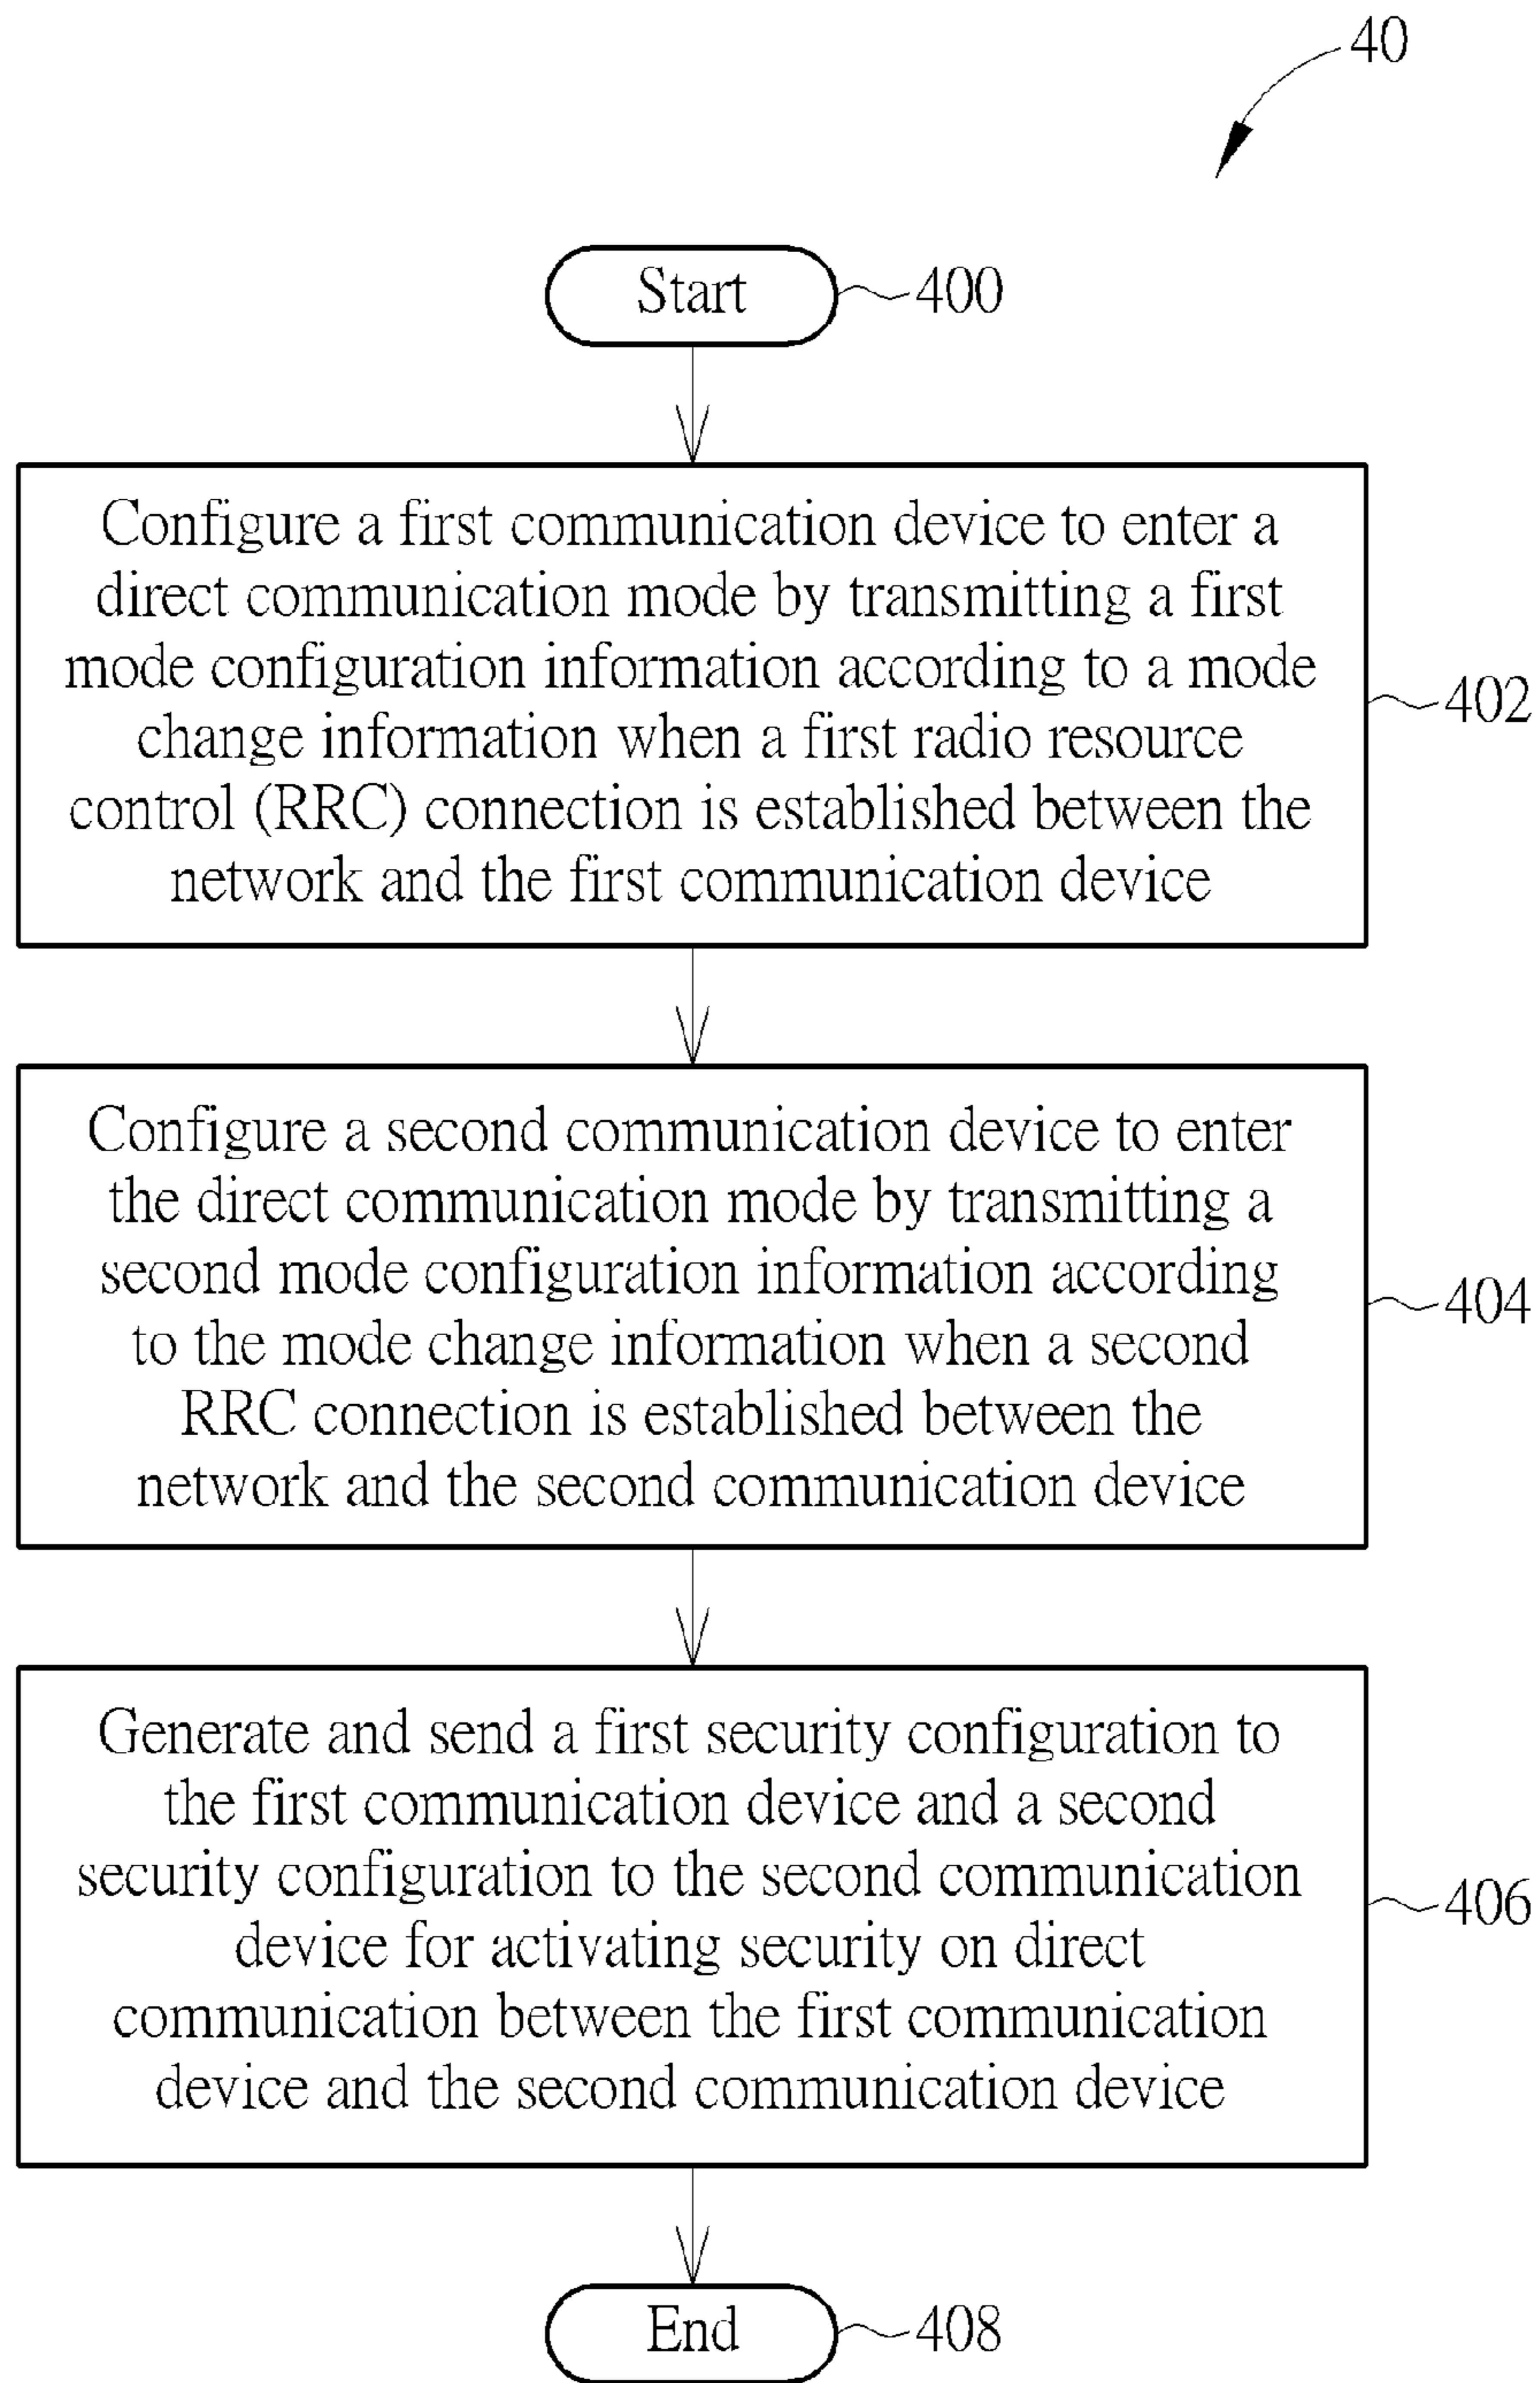 40
Start
400
Configure a first communication device to enter a
direct communication mode by transmitting a first
mode configuration information according to a mode
change information when a first radio resource
control (RRC) connection is established between the
network and the first communication device
402
Configure a second communication device to enter
the direct communication mode by transmitting a
second mode configuration information according
to the mode change information when a second
RRC connection is established between the
network and the second communication device
404
Generate and send a first security configuration to
the first communication device and a second
security configuration to the second communication
device for activating security on direct
communication between the first communication
device and the second communication device
406
End
408